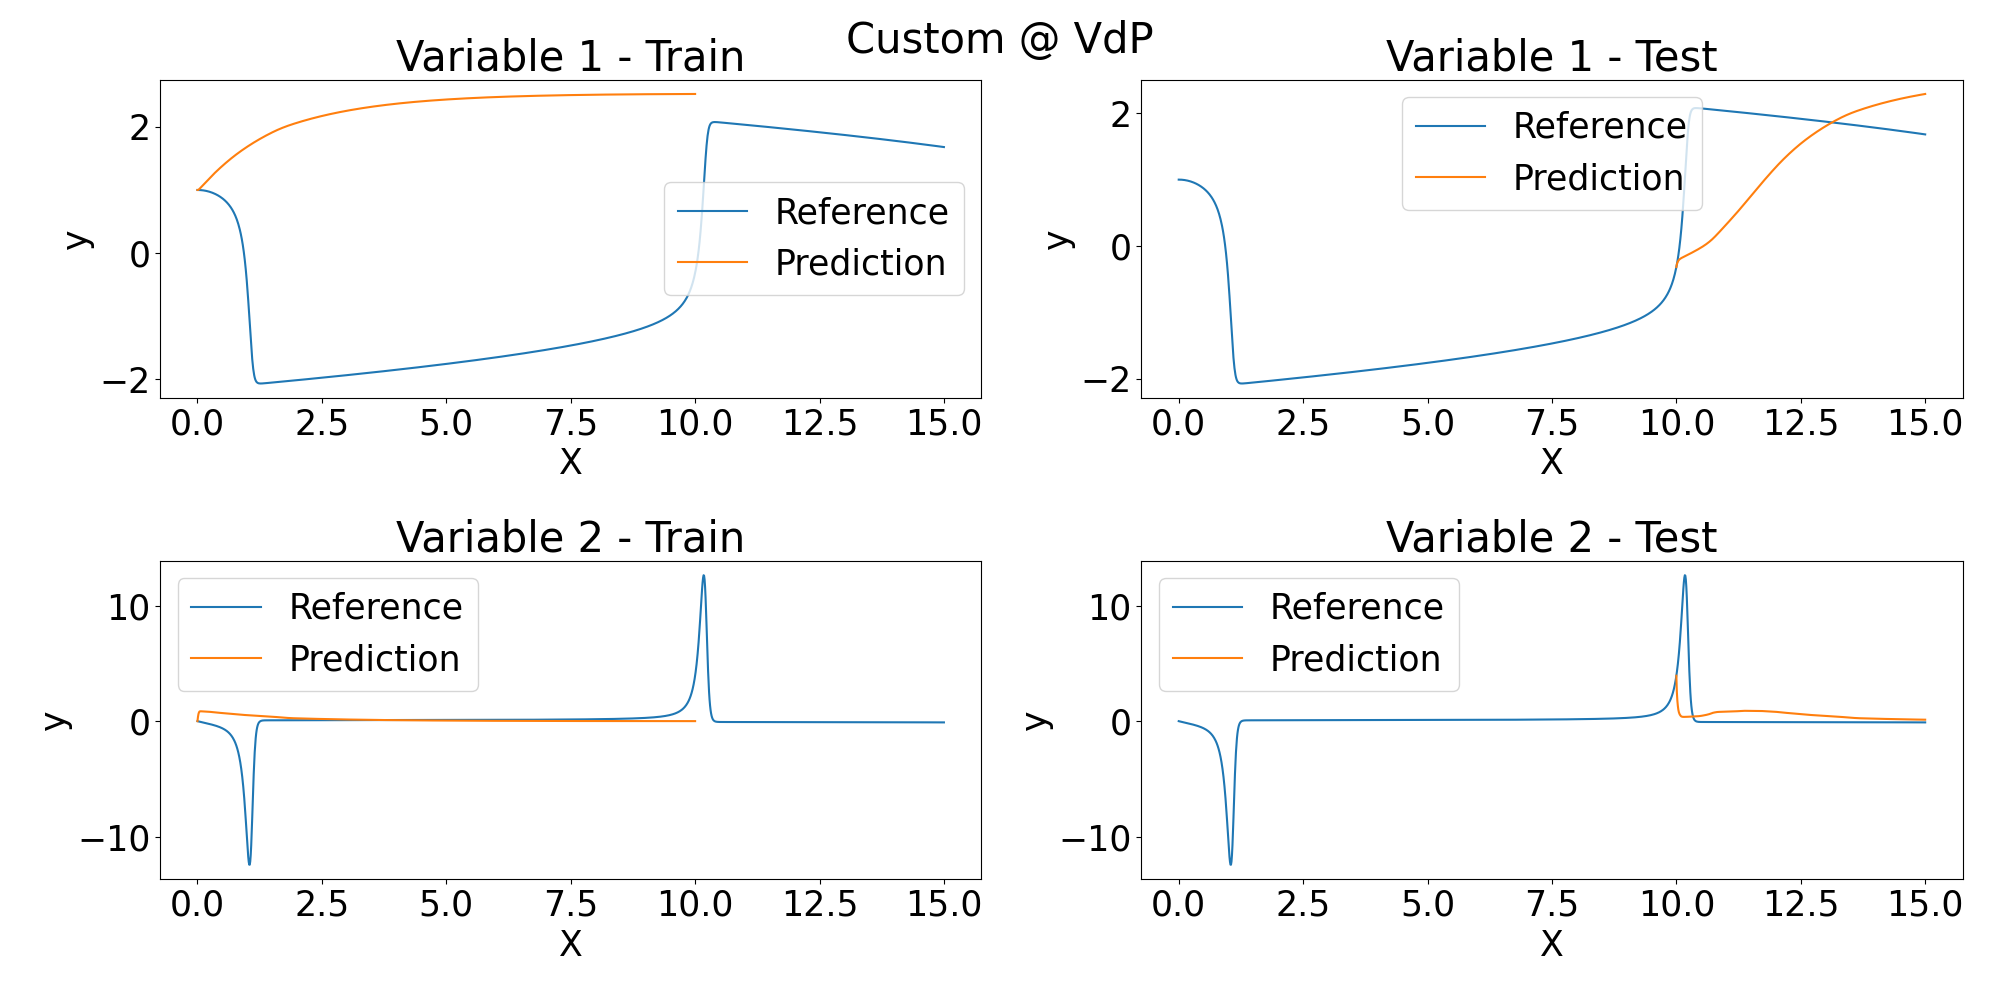 Custom @ VdP
Variable 1 - Train
2
0
−2
y
0.0 2.5 5.0 7.5 10.0 12.5 15.0
X
Reference
Prediction
Variable 1 - Test
2
0
−2
y
0.0 2.5 5.0 7.5 10.0 12.5 15.0
X
Reference
Prediction
Variable 2 - Train
10
0
−10
y
0.0 2.5 5.0 7.5 10.0 12.5 15.0
X
Reference
Prediction
Variable 2 - Test
10
0
−10
y
0.0 2.5 5.0 7.5 10.0 12.5 15.0
X
Reference
Prediction